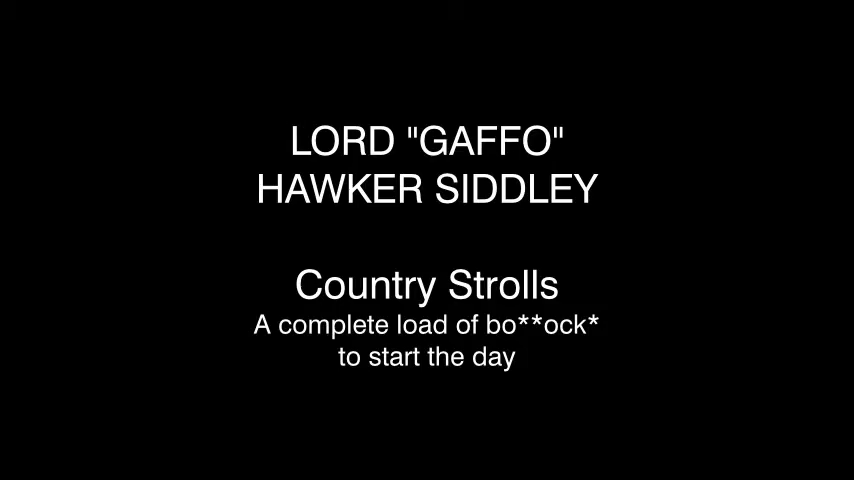 LORD "GAFFO"
HAWKER SIDDLEY
Country Strolls
A complete load of bo**ock*
to start the day